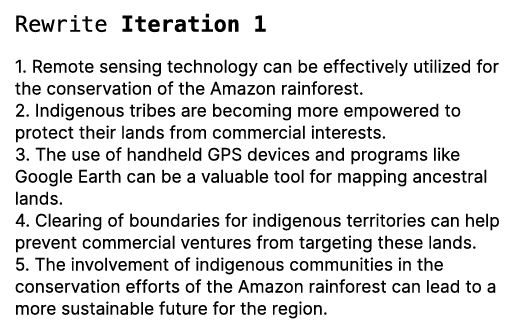 Rewrite Iteration 1
1. Remote sensing technology can be effectively utilized for
the conservation of the Amazon rainforest.
2. Indigenous tribes are becoming more empowered to
protect their lands from commercial interests.
3. The use of handheld GPS devices and programs like
Google Earth can be a valuable tool for mapping ancestral
lands.
4. Clearing of boundaries for indigenous territories can help
prevent commercial ventures from targeting these lands.
5. The involvement of indigenous communities in the
conservation efforts of the Amazon rainforest can lead to a
more sustainable future for the region.